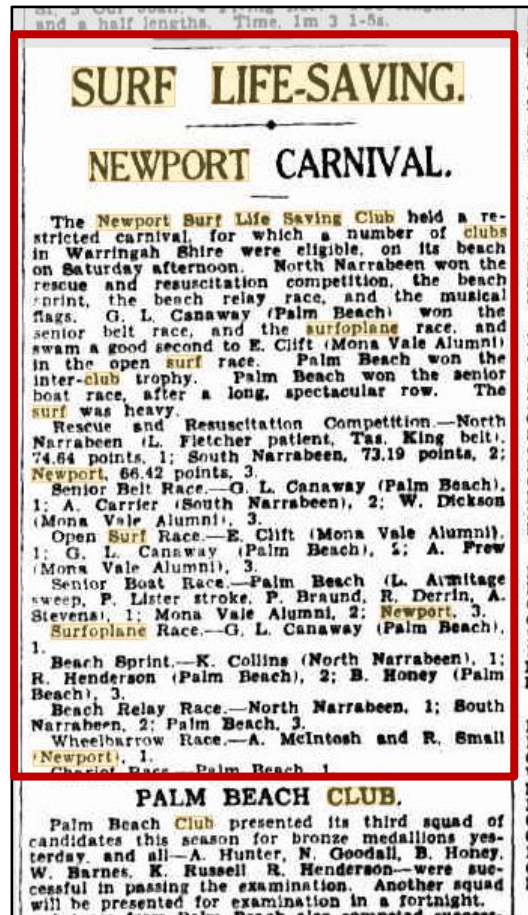 and a half lengths. Time, 1m 3 1-5s.
SURF LIFE-SAVING.
NEWPORT CARNIVAL.
The Newport Surf Life Saving Club held a re-
stricted carnival, for which a number of clubs
in Warringah Shire were eligible, on its beach
on Saturday afternoon. North Narrabeen won the
rescue and resuscitation competition, the beach
sprint, the beach relay race, and the musical
flags. G. L. Canaway (Palm Beach) won the
senior belt race, and the surfoplane race, and
swam a good second to E. Clift (Mona Vale Alumni)
in the open surf race. Palm Beach won the
inter-club trophy. Palm Beach won the senior
boat race, after a long, spectacular row. The
surf was heavy.
Rescue and Resuscitation Competition.—North
Narrabeen (L. Fletcher patient, Tas. King belt),
74.64 points, 1; South Narrabeen, 73.19 points, 2;
Newport, 66.42 points, 3.
Senior Belt Race.—G. L. Canaway (Palm Beach),
1; A. Carrier (South Narrabeen), 2; W. Dickson
(Mona Vale Alumni), 3.
Open Surf Race.—E. Clift (Mona Vale Alumni),
1; G. L. Canaway (Palm Beach), 2; A. Prew
(Mona Vale Alumni), 3.
Senior Boat Race.—Palm Beach (L. Armitage
sweep, P. Lister stroke, P. Braund, R. Derrin, A.
Stevens), 1; Mona Vale Alumni, 2; Newport, 3.
Surfoplane Race.—G. L. Canaway (Palm Beach),
1.
Beach Sprint.—K. Collins (North Narrabeen), 1;
R. Henderson (Palm Beach), 2; B. Honey (Palm
Beach), 3.
Beach Relay Race.—North Narrabeen, 1; South
Narrabeen, 2; Palm Beach, 3.
Wheelbarrow Race.—A. McIntosh and R. Small
(Newport), 1.
Chariot Race.—Palm Beach, 1.
PALM BEACH CLUB.
Palm Beach Club presented its third squad of
candidates this season for bronze medallions yes-
terday, and all—A. Hunter, N. Goodall, B. Honey,
W. Barnes, K. Russell R. Henderson—were suc-
cessful in passing the examination. Another squad
will be presented for examination in a fortnight.